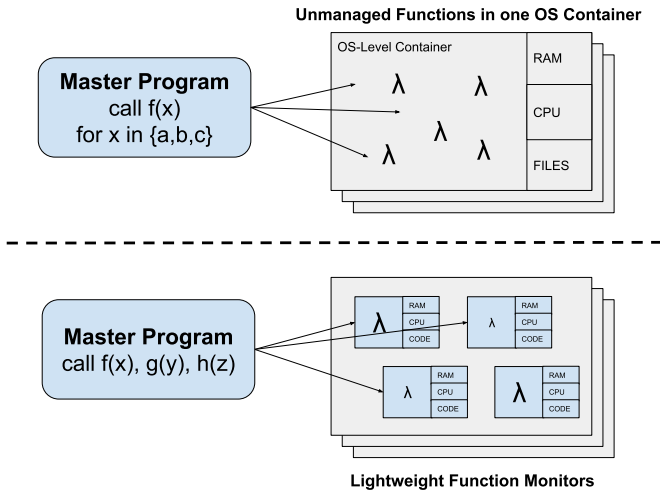 Unmanaged Functions in one OS Container
Master Program
call f(x)
for x in {a,b,c}
OS-Level Container
λ
λ
λ
λ
λ
RAM
CPU
FILES
Master Program
call f(x), g(y), h(z)
λ
RAM
CPU
CODE
λ
RAM
CPU
CODE
λ
RAM
CPU
CODE
λ
RAM
CPU
CODE
Lightweight Function Monitors